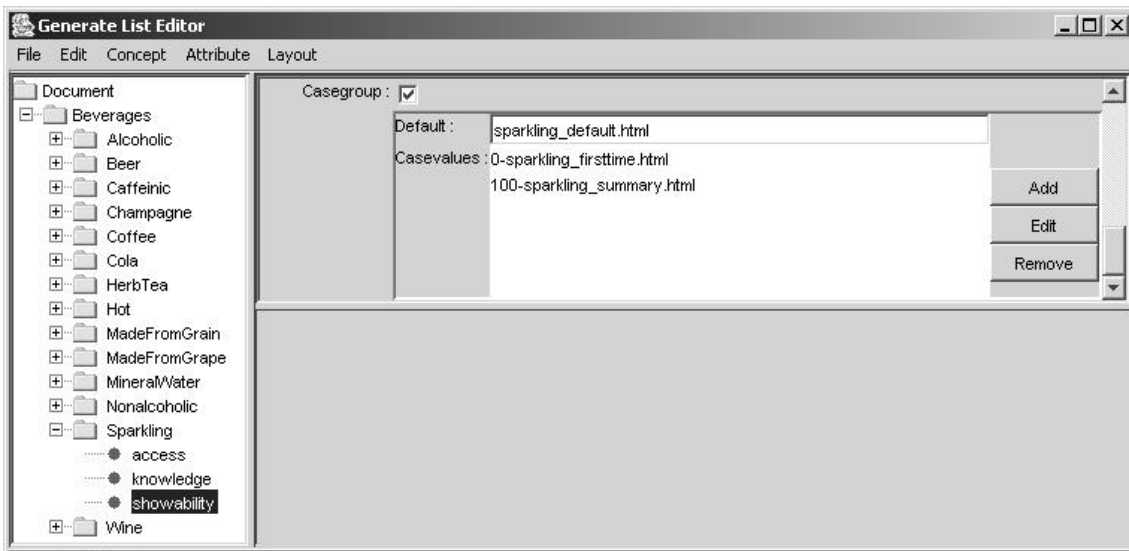 Generate List Editor
File Edit Concept Attribute Layout
Document
Beverages
Alcoholic
Beer
Caffeinic
Champagne
Coffee
Cola
HerbTea
Hot
MadeFromGrain
MadeFromGrape
MineralWater
Nonalcoholic
Sparkling
access
knowledge
showability
Wine
Casegroup :
Default : sparkling_default.html
Casevalues : 0-sparkling_firsttime.html
100-sparkling_summary.html
Add
Edit
Remove